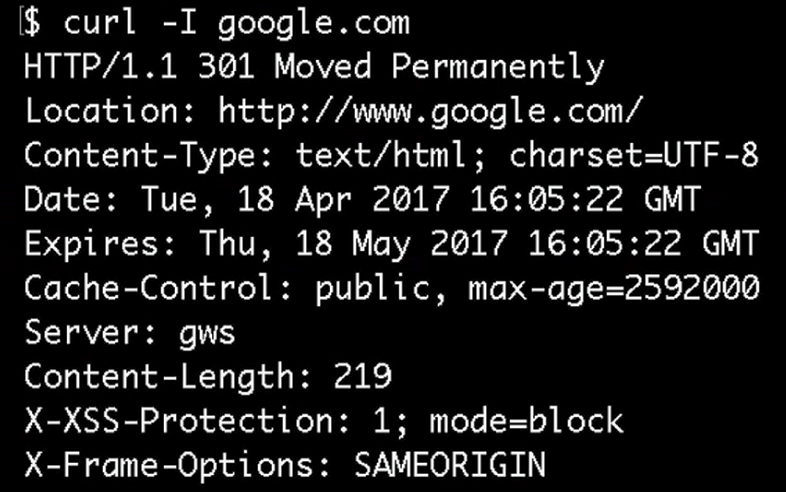 [$ curl -I google.com
HTTP/1.1 301 Moved Permanently
Location: http://www.google.com/
Content-Type: text/html; charset=UTF-8
Date: Tue, 18 Apr 2017 16:05:22 GMT
Expires: Thu, 18 May 2017 16:05:22 GMT
Cache-Control: public, max-age=2592000
Server: gws
Content-Length: 219
X-XSS-Protection: 1; mode=block
X-Frame-Options: SAMEORIGIN